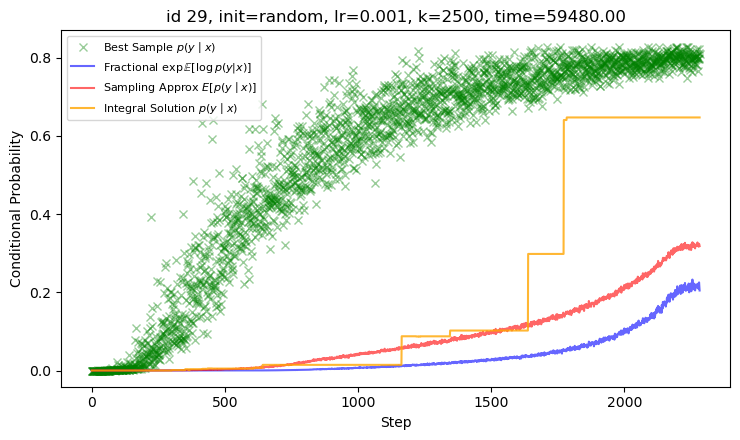 id 29, init=random, lr=0.001, k=2500, time=59480.00
Best Sample p(y | x)
Fractional exp 𝔼[log p(y|x)]
Sampling Approx E[p(y | x)]
Integral Solution p(y | x)
Conditional Probability
0.8
0.6
0.4
0.2
0.0
0 500 1000 1500 2000
Step